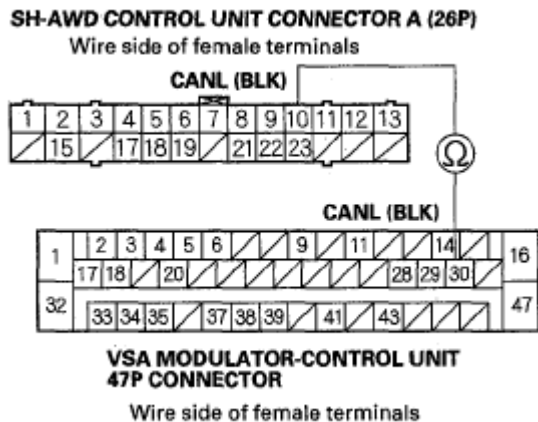 SH-AWD CONTROL UNIT CONNECTOR A (26P)
Wire side of female terminals
CANL (BLK)
1 2 3 4 5 6 7 8 9 10 11 12 13
15 17 18 19 21 22 23
Ω
CANL (BLK)
1 2 3 4 5 6 9 11 14 16
17 18 20 28 29 30
32 33 34 35 37 38 39 41 43 47
VSA MODULATOR-CONTROL UNIT
47P CONNECTOR
Wire side of female terminals